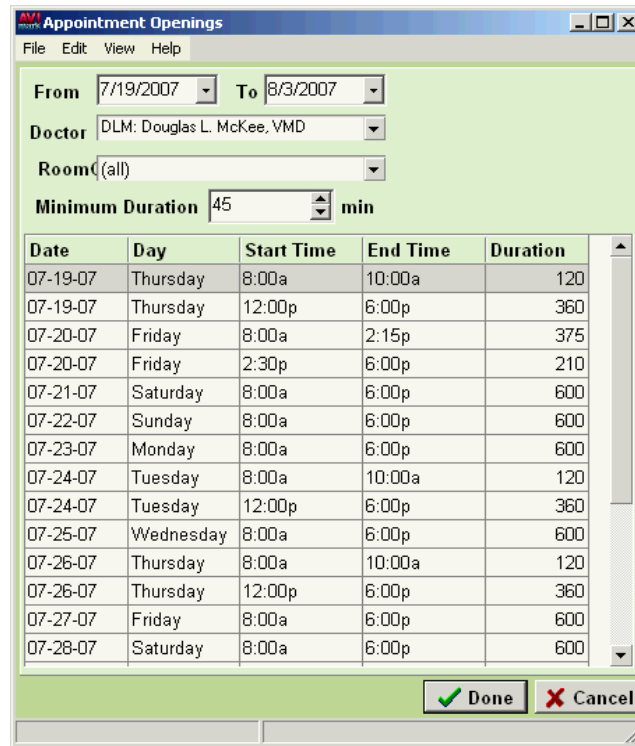 AVI mark Appointment Openings
File Edit View Help
From 7/19/2007 To 8/3/2007
Doctor DLM: Douglas L. McKee, VMD
Room (all)
Minimum Duration 45 min
Date Day Start Time End Time Duration
07-19-07 Thursday 8:00a 10:00a 120
07-19-07 Thursday 12:00p 6:00p 360
07-20-07 Friday 8:00a 2:15p 375
07-20-07 Friday 2:30p 6:00p 210
07-21-07 Saturday 8:00a 6:00p 600
07-22-07 Sunday 8:00a 6:00p 600
07-23-07 Monday 8:00a 6:00p 600
07-24-07 Tuesday 8:00a 10:00a 120
07-24-07 Tuesday 12:00p 6:00p 360
07-25-07 Wednesday 8:00a 6:00p 600
07-26-07 Thursday 8:00a 10:00a 120
07-26-07 Thursday 12:00p 6:00p 360
07-27-07 Friday 8:00a 6:00p 600
07-28-07 Saturday 8:00a 6:00p 600
Done Cancel